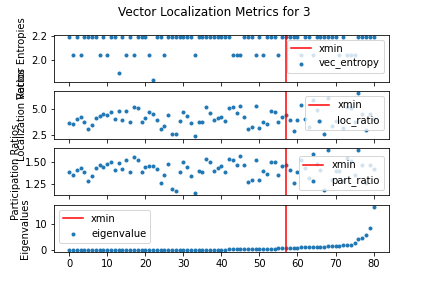 Vector Localization Metrics for 3
Vector Entropies
2.2
2.0
xmin
vec_entropy
Localization Ratios
5.0
2.5
xmin
loc_ratio
Participation Ratios
1.50
1.25
xmin
part_ratio
Eigenvalues
10
0
xmin
eigenvalue
0
10
20
30
40
50
60
70
80